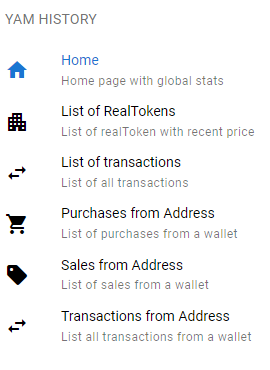 YAM HISTORY
Home
Home page with global stats
List of RealTokens
List of realToken with recent price
List of transactions
List of all transactions
Purchases from Address
List of purchases from a wallet
Sales from Address
List of sales from a wallet
Transactions from Address
List all transactions from a wallet